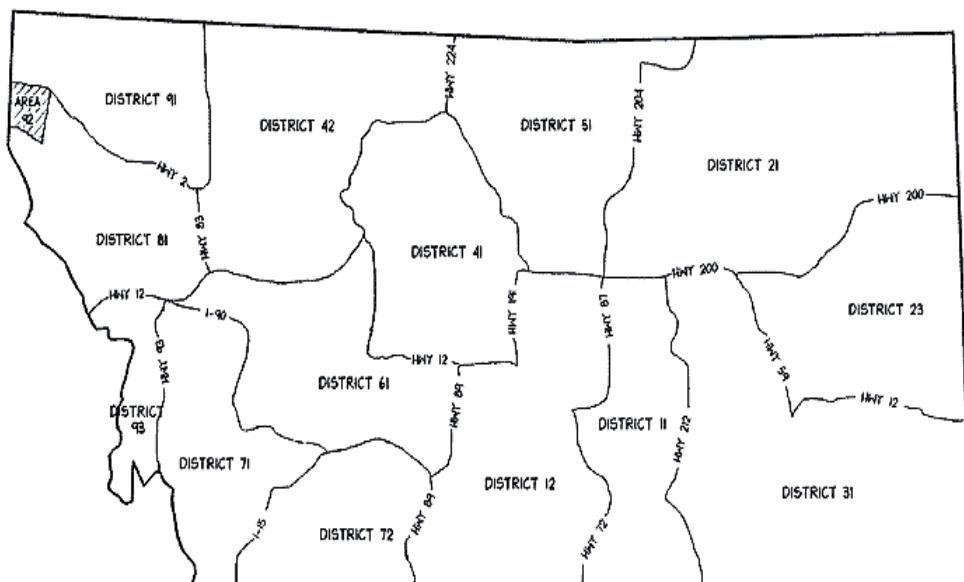 HWY 224
AREA
92
DISTRICT 91
DISTRICT 42
DISTRICT 51
HWY 204
DISTRICT 21
HWY 2
HWY 200
HWY 83
DISTRICT 81
DISTRICT 41
HWY 200
HWY 12
I-90
HWY 191
HWY 87
DISTRICT 23
HWY 93
HWY 12
HWY 59
DISTRICT 61
HWY 89
HWY 12
DISTRICT
93
DISTRICT 11
HWY 212
DISTRICT 71
DISTRICT 12
DISTRICT 31
HWY 89
I-15
DISTRICT 72
HWY 72